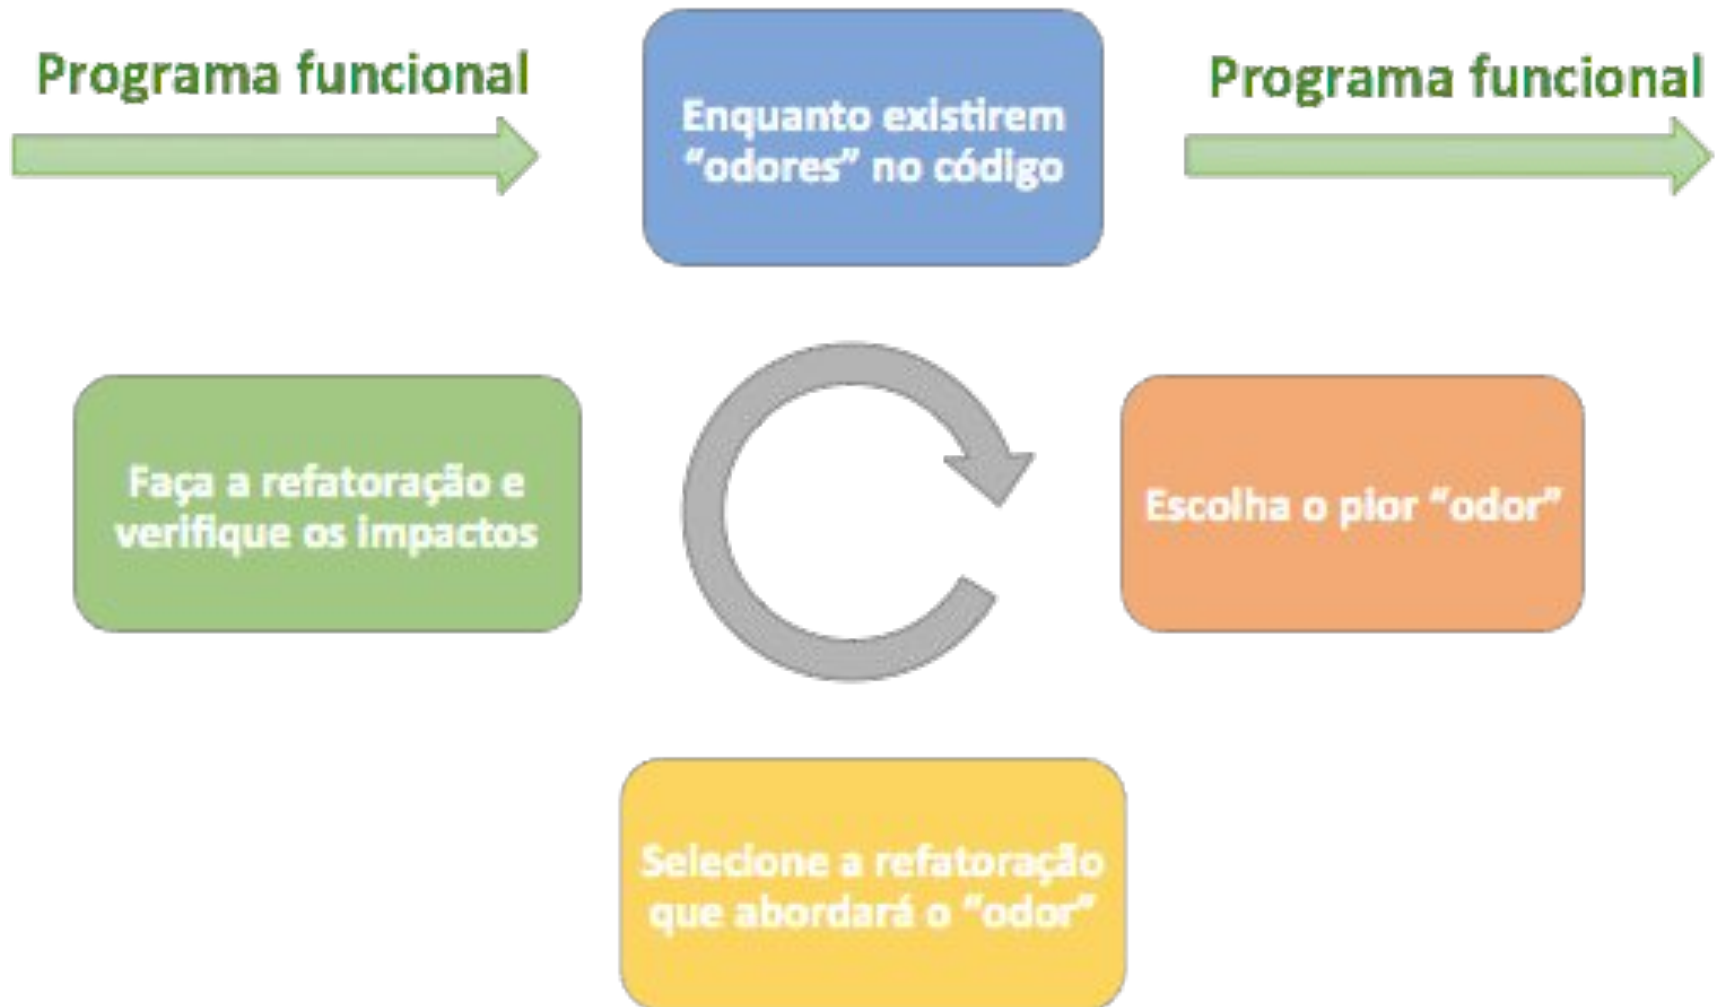 Programa funcional
Enquanto existirem
“odores” no código
Programa funcional
Faça a refatoração e
verifique os impactos
Escolha o pior “odor”
Selecione a refatoração
que abordará o “odor”